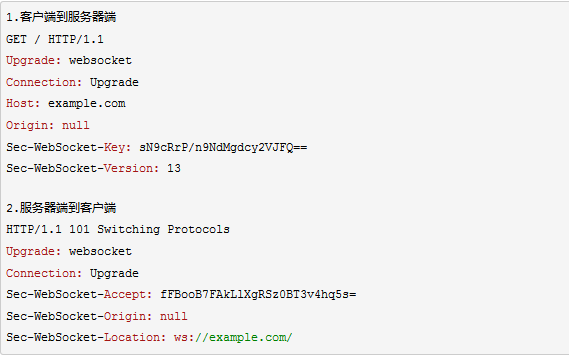 1.客户端到服务器端
GET / HTTP/1.1
Upgrade: websocket
Connection: Upgrade
Host: example.com
Origin: null
Sec-WebSocket-Key: sN9cRrP/n9NdMgdcy2VJFQ==
Sec-WebSocket-Version: 13
2.服务器端到客户端
HTTP/1.1 101 Switching Protocols
Upgrade: websocket
Connection: Upgrade
Sec-WebSocket-Accept: fFBooB7FAkLlXgRSz0BT3v4hq5s=
Sec-WebSocket-Origin: null
Sec-WebSocket-Location: ws://example.com/